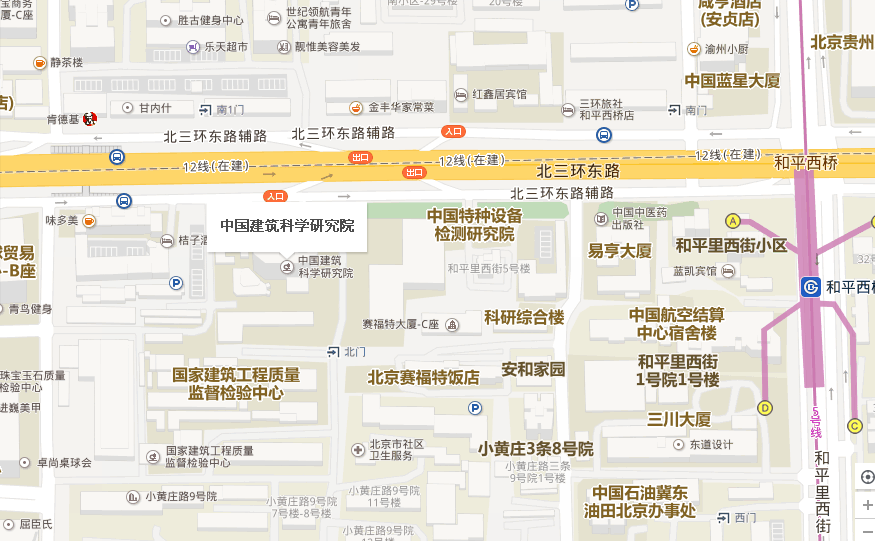 南小区-29号楼
20号楼
咸亨酒店
(安贞店)
宝商务
厦-C座
胜古健身中心
世纪领航青年
公寓青年旅舍
乐天超市
靓惟美容美发
静茶楼
渝州小厨
北京贵州
中国蓝星大厦
红鑫居宾馆
店)
甘内什
南1门
金丰华家常菜
三环旅社
和平西桥店
南门
肯德基
北三环东路辅路
北三环东路辅路
入口
12线(在建)
出口
12线(在建)
12线(在建)
和平西桥
出口
北三环东路
入口
北三环东路辅路
味多美
中国建筑科学研究院
中国特种设备
检测研究院
中国中医药
出版社
A
桔子酒
易亨大厦
和平里西街小区
贸易
-B座
中国建筑
科学研究院
和平里西街5号楼
蓝凯宾馆
32号
和平西桥
青鸟健身
赛福特大厦-C座
科研综合楼
中国航空结算
中心宿舍楼
北门
珠宝玉石质量
检验中心
国家建筑工程质量
监督检验中心
北京赛福特饭店
安和家园
和平里西街
1号院1号楼
进巍美甲
三川大厦
D
C
5号线
东道设计
卓尚桌球会
国家建筑工程质量
监督检验中心
北京市社区
卫生服务
小黄庄3条8号院
小黄庄路三条
9号院1号楼
和平里西街
小黄庄路9号院
小黄庄路9号院
7号楼-8号楼
小黄庄路9号院
11号楼
中国石油冀东
油田北京办事处
西门
屈臣氏
小黄庄路9号院
12号楼